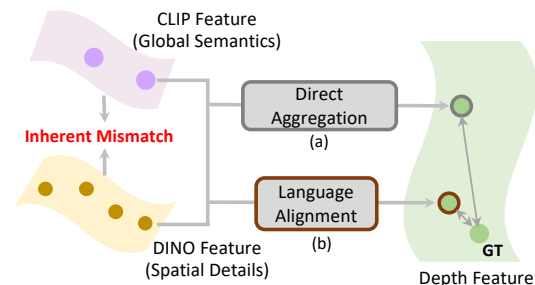 CLIP Feature
(Global Semantics)
Inherent Mismatch
DINO Feature
(Spatial Details)
Direct
Aggregation
(a)
Language
Alignment
(b)
GT
Depth Feature